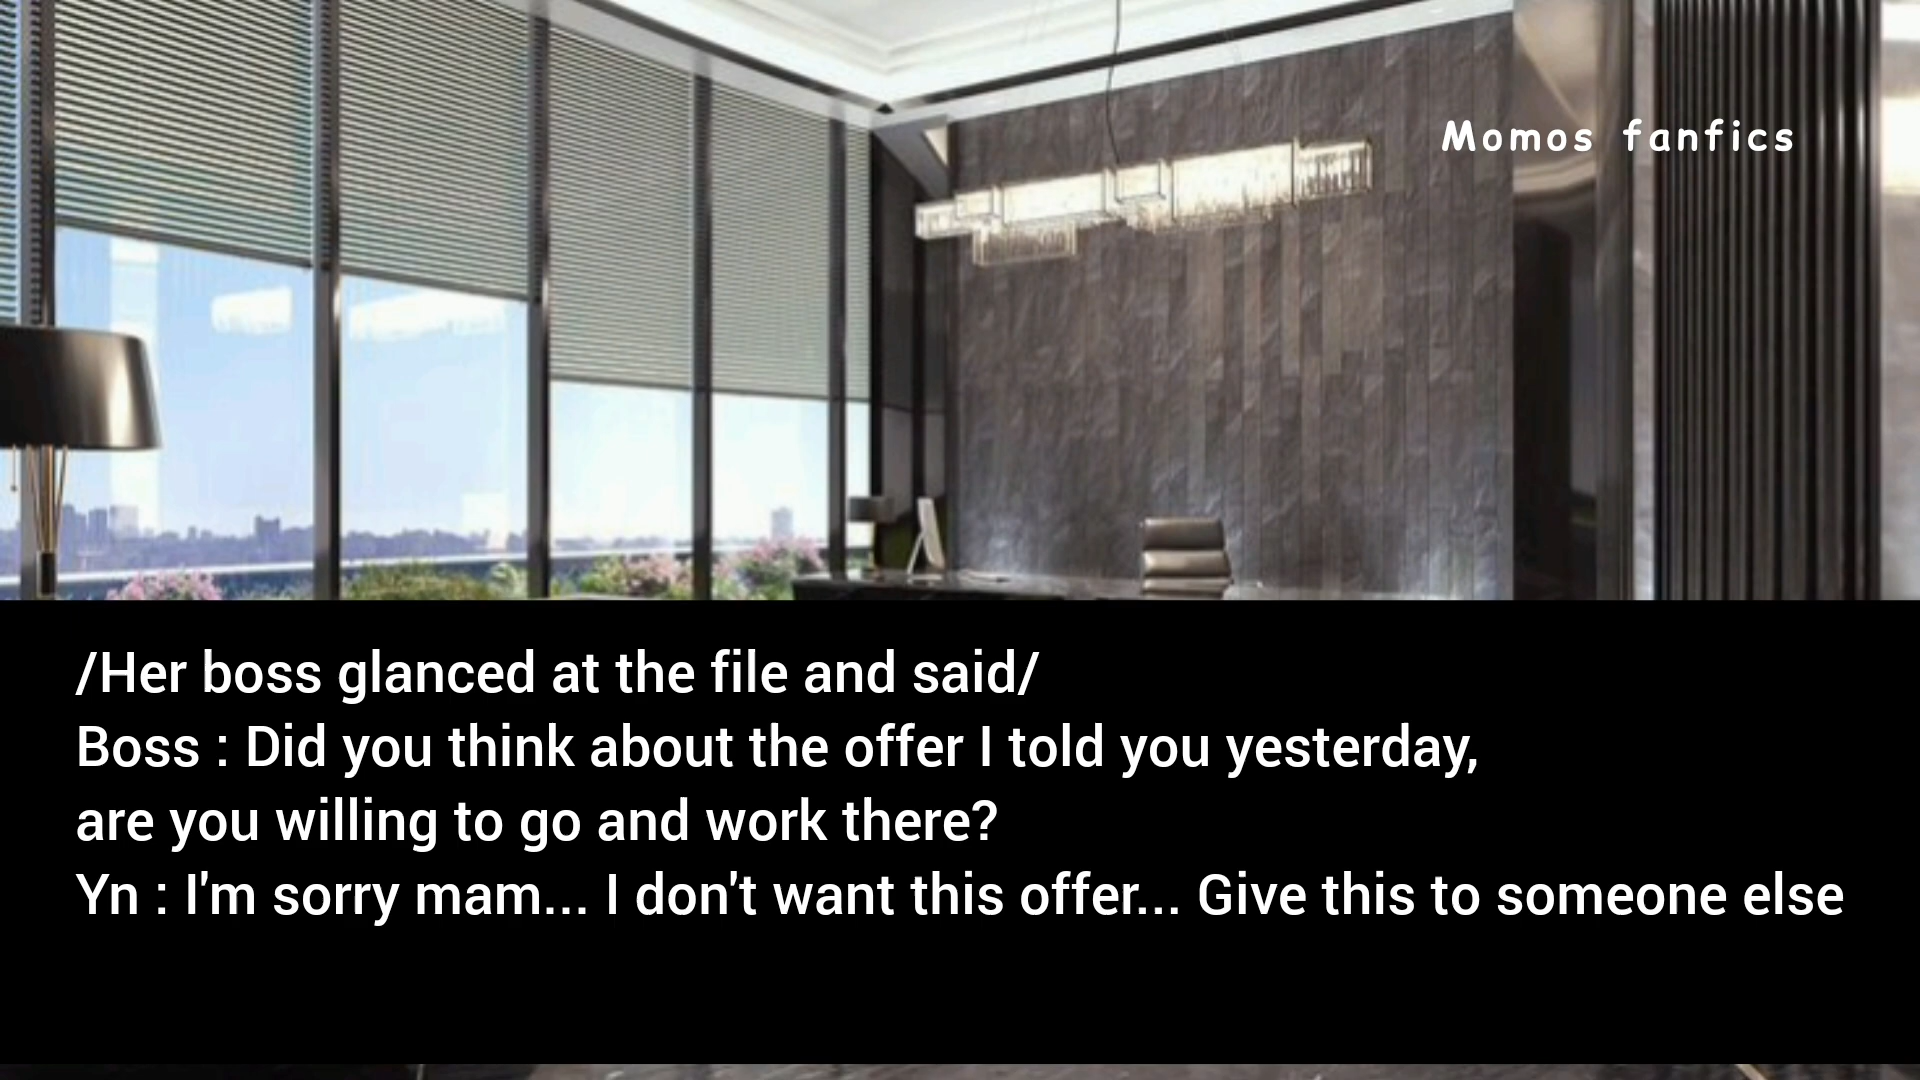 Momos fanfics
/Her boss glanced at the file and said/
Boss : Did you think about the offer I told you yesterday,
are you willing to go and work there?
Yn : I'm sorry mam... I don't want this offer... Give this to someone else